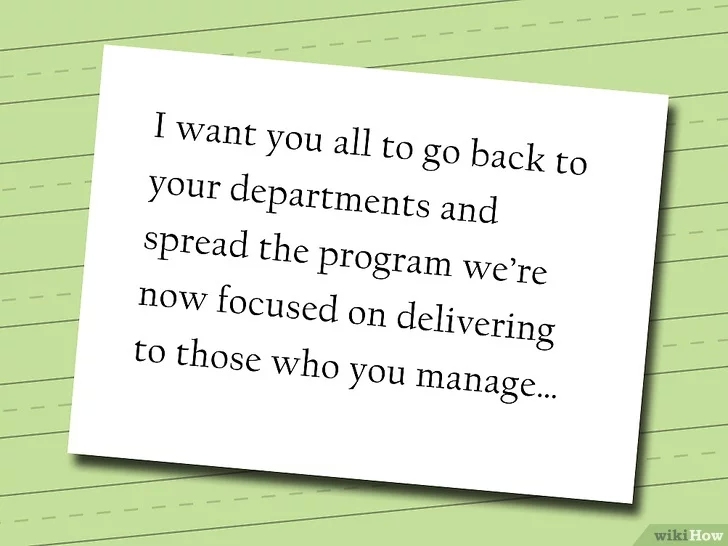 I want you all to go back to
your departments and
spread the program we're
now focused on delivering
to those who you manage...
wikiHow